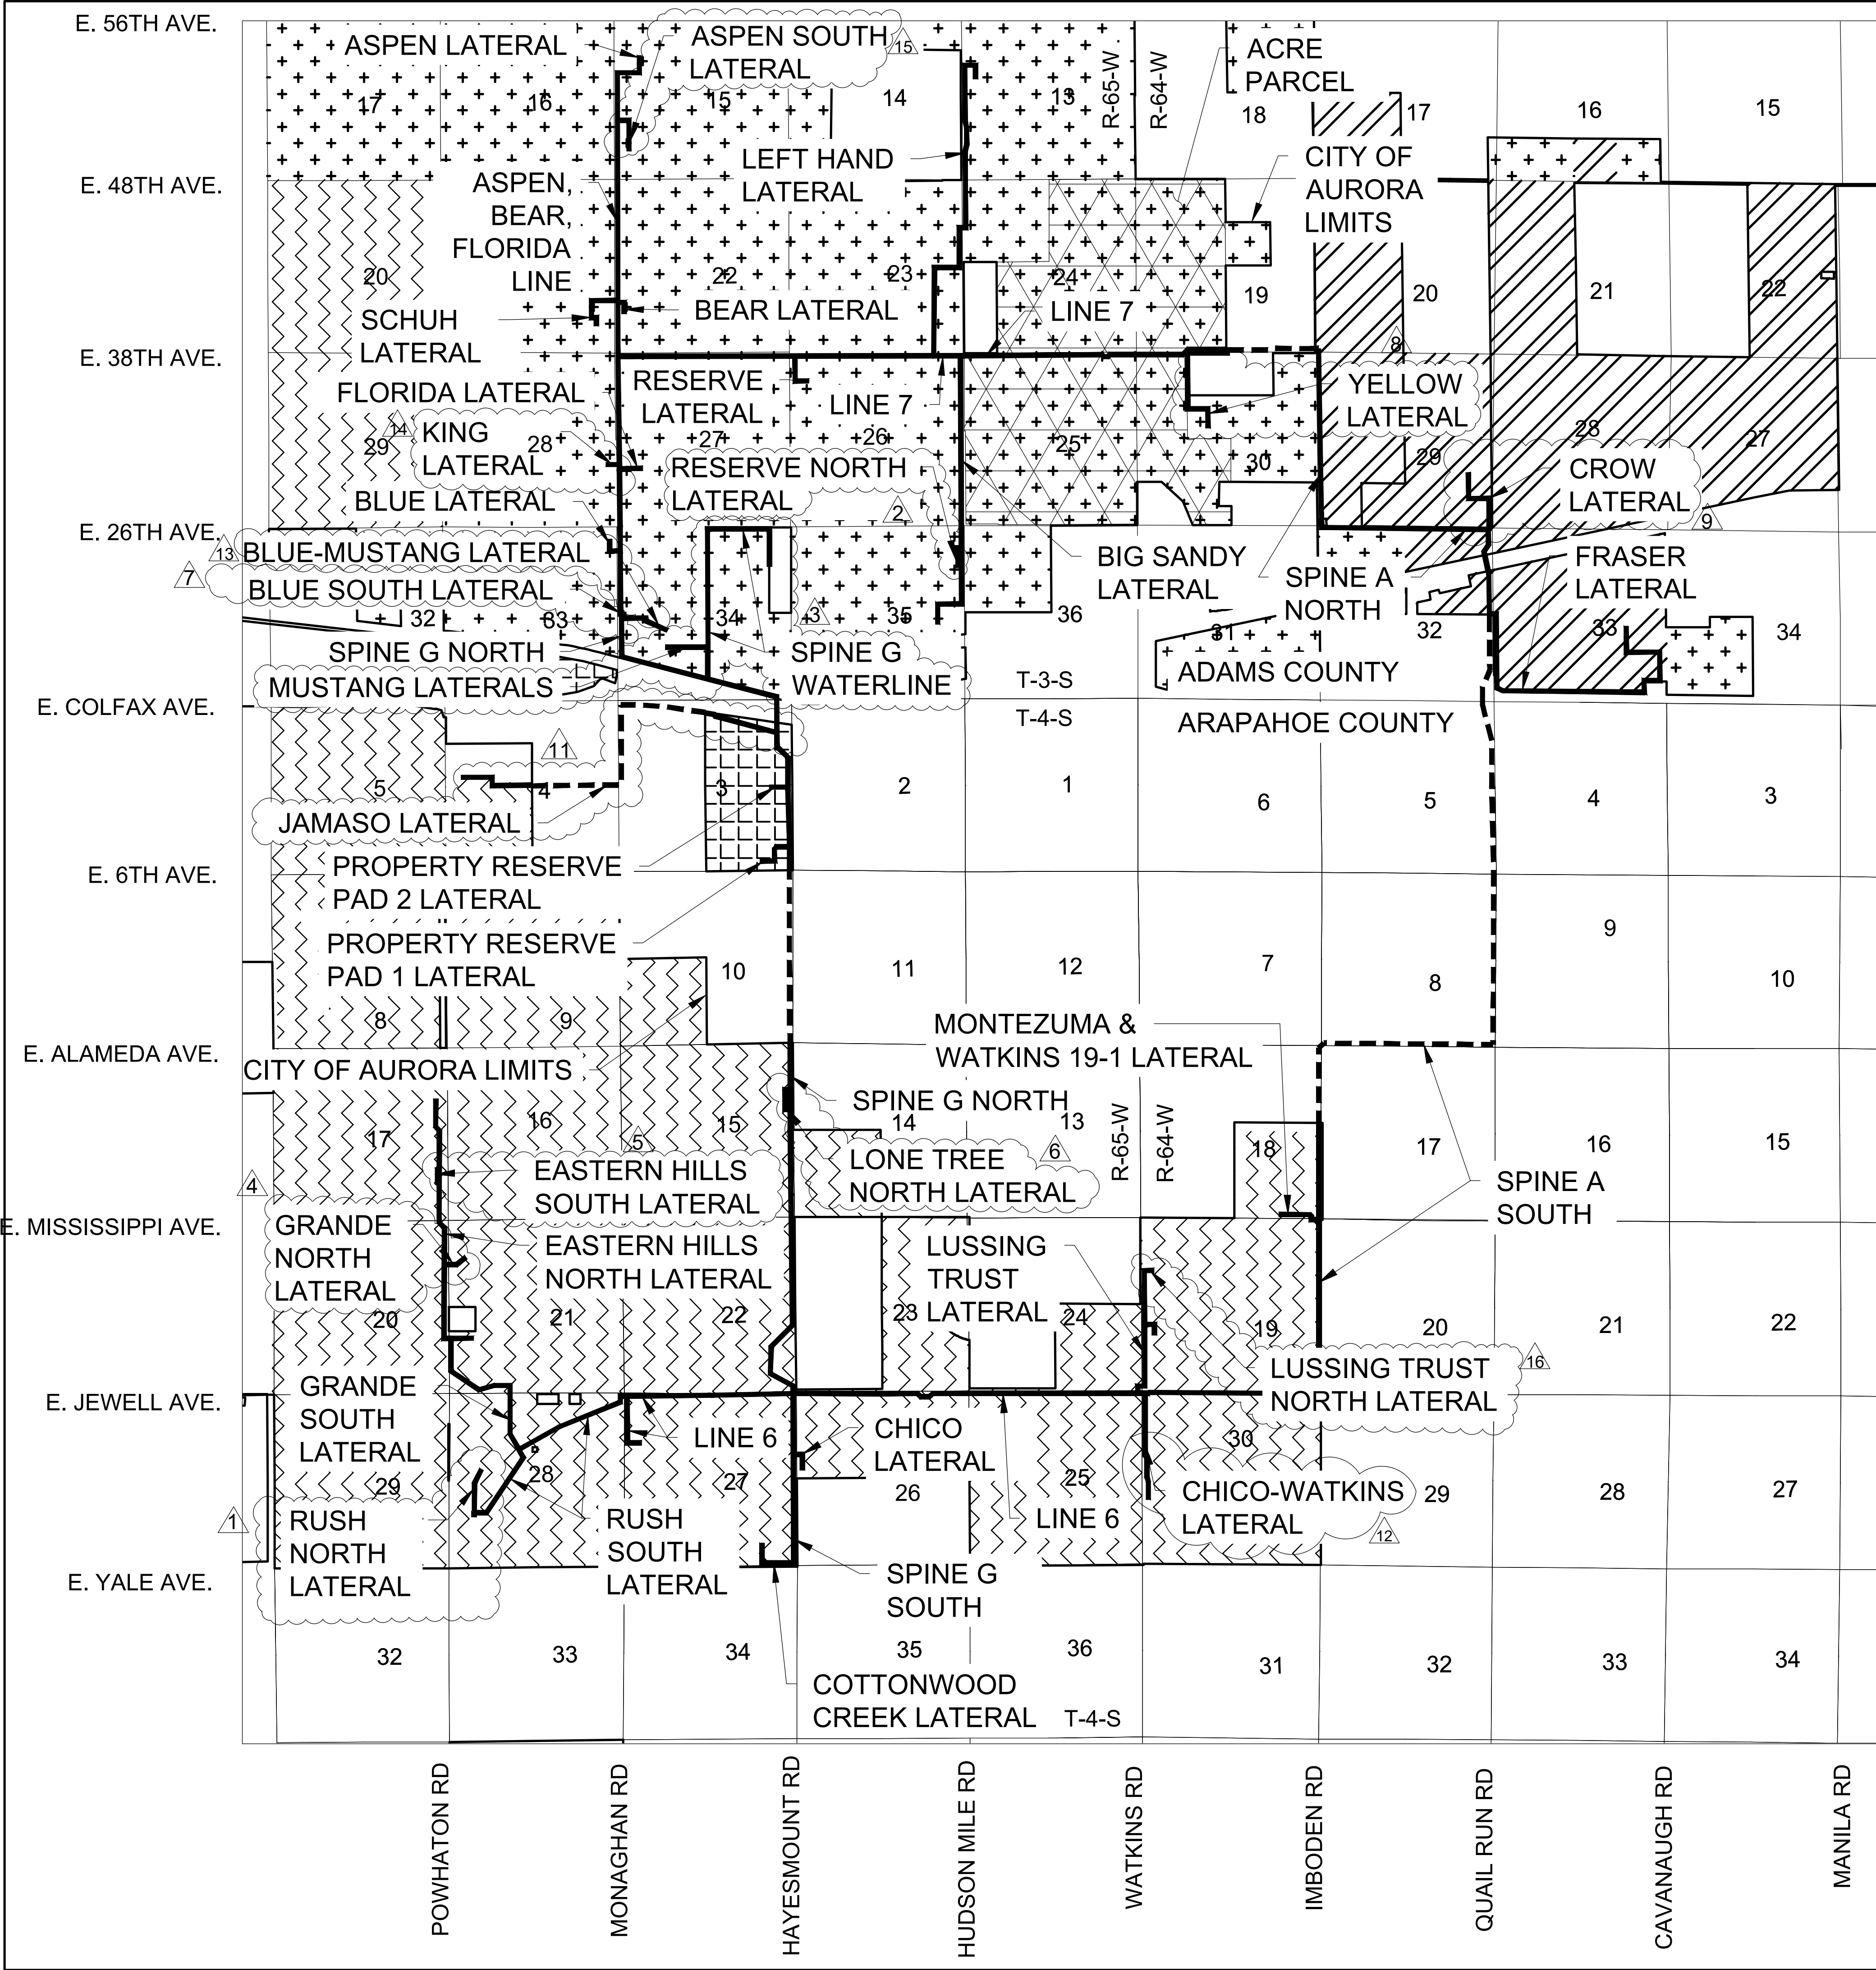 E. 56TH AVE.
ASPEN LATERAL
ASPEN SOUTH
LATERAL
15
ACRE
PARCEL
R-65-W
R-64-W
17
16
15
14
13
18
17
16
15
LEFT HAND
LATERAL
CITY OF
AURORA
LIMITS
E. 48TH AVE.
ASPEN,
BEAR,
FLORIDA
LINE
20
22
23
24
19
20
21
22
SCHUH
LATERAL
BEAR LATERAL
LINE 7
E. 38TH AVE.
8
FLORIDA LATERAL
RESERVE
LATERAL
LINE 7
YELLOW
LATERAL
14
KING
LATERAL
29
28
27
26
25
30
29
28
27
RESERVE NORTH
LATERAL
2
CROW
LATERAL
9
BLUE LATERAL
E. 26TH AVE.
13
BLUE-MUSTANG LATERAL
7
BLUE SOUTH LATERAL
BIG SANDY
LATERAL
SPINE A
NORTH
FRASER
LATERAL
32
33
34
3
35
36
31
32
33
34
SPINE G NORTH
MUSTANG LATERALS
SPINE G
WATERLINE
T-3-S
ADAMS COUNTY
E. COLFAX AVE.
T-4-S
ARAPAHOE COUNTY
11
5
4
3
2
1
6
5
4
3
JAMASO LATERAL
PROPERTY RESERVE
PAD 2 LATERAL
E. 6TH AVE.
PROPERTY RESERVE
PAD 1 LATERAL
8
9
10
11
12
7
8
9
10
E. ALAMEDA AVE.
CITY OF AURORA LIMITS
MONTEZUMA &
WATKINS 19-1 LATERAL
SPINE G NORTH
R-65-W
R-64-W
17
16
15
14
13
18
17
16
15
5
EASTERN HILLS
SOUTH LATERAL
LONE TREE
NORTH LATERAL
6
SPINE A
SOUTH
4
E. MISSISSIPPI AVE.
GRANDE
NORTH
LATERAL
EASTERN HILLS
NORTH LATERAL
LUSSING
TRUST
LATERAL
20
21
22
23
24
19
20
21
22
LUSSING TRUST
NORTH LATERAL
16
E. JEWELL AVE.
GRANDE
SOUTH
LATERAL
LINE 6
CHICO
LATERAL
29
28
27
26
25
30
29
28
27
CHICO-WATKINS
LATERAL
12
1
RUSH
NORTH
LATERAL
RUSH
SOUTH
LATERAL
LINE 6
SPINE G
SOUTH
E. YALE AVE.
32
33
34
35
36
31
32
33
34
COTTONWOOD
CREEK LATERAL
T-4-S
POWHATON RD
MONAGHAN RD
HAYESMOUNT RD
HUDSON MILE RD
WATKINS RD
IMBODEN RD
QUAIL RUN RD
CAVANAUGH RD
MANILA RD